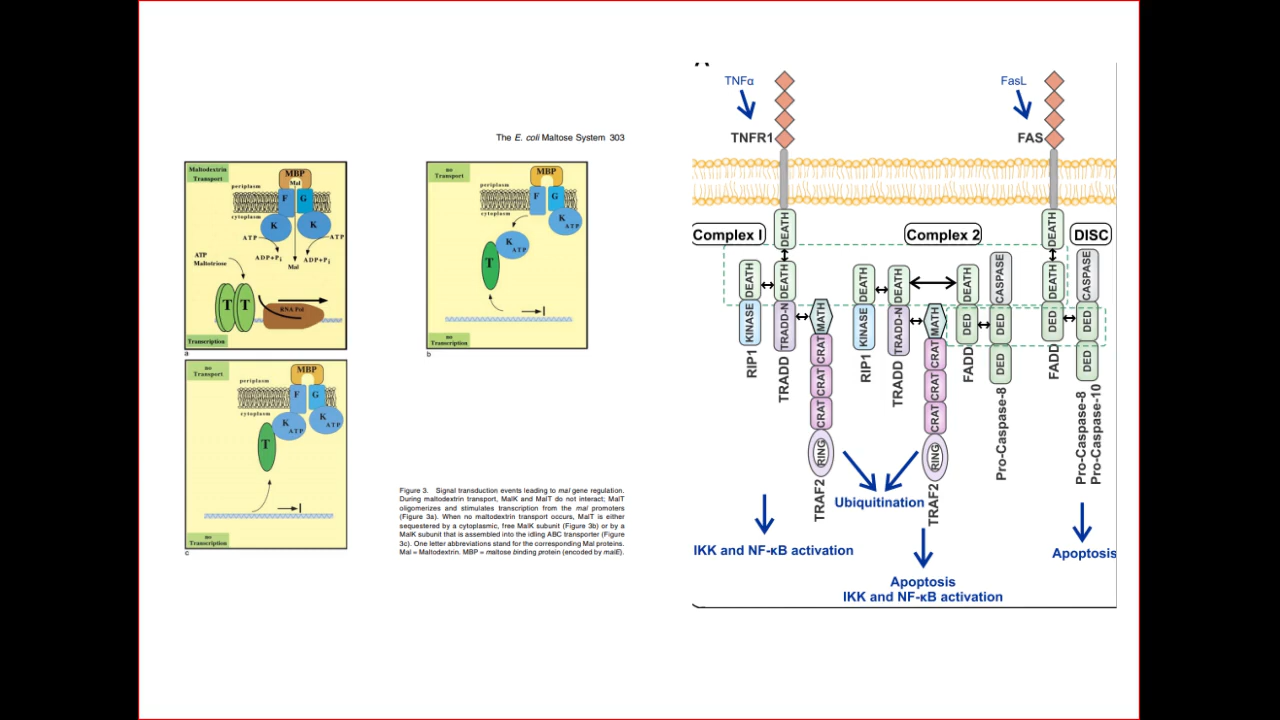 The E. coli Maltose System 303
Maltodextrin
Transport
MBP
Mal
periplasm
F
G
cytoplasm
K
K
ATP
ATP
ADP+Pi
ADP+Pi
Mal
ATP
Maltotriose
T
T
RNA Pol
Transcription
a
no
Transport
MBP
periplasm
F
G
cytoplasm
K
ATP
K
ATP
T
no
Transcription
b
no
Transport
MBP
periplasm
F
G
cytoplasm
K
ATP
K
ATP
T
no
Transcription
c
Figure 3. Signal transduction events leading to mal gene regulation.
During maltodextrin transport, MalK and MalT do not interact; MalT
oligomerizes and stimulates transcription from the mal promoters
(Figure 3a). When no maltodextrin transport occurs, MalT is either
sequestered by a cytoplasmic, free MalK subunit (Figure 3b) or by a
MalK subunit that is assembled into the idling ABC transporter (Figure
3c). One letter abbreviations stand for the corresponding Mal proteins.
Mal = Maltodextrin. MBP = maltose binding protein (encoded by malE).
TNFα
TNFR1
FasL
FAS
Complex I
Complex 2
DISC
DEATH
DEATH
DEATH
KINASE
RIP1
DEATH
TRADD-N
TRADD
MATH
CRAT
CRAT
CRAT
RING
TRAF2
DEATH
KINASE
RIP1
DEATH
TRADD-N
TRADD
MATH
CRAT
CRAT
CRAT
RING
TRAF2
DEATH
DED
FADD
CASPASE
DED
DED
Pro-Caspase-8
DEATH
DED
FADD
CASPASE
DED
DED
Pro-Caspase-8
Pro-Caspase-10
Ubiquitination
IKK and NF-κB activation
Apoptosis
IKK and NF-κB activation
Apoptosis